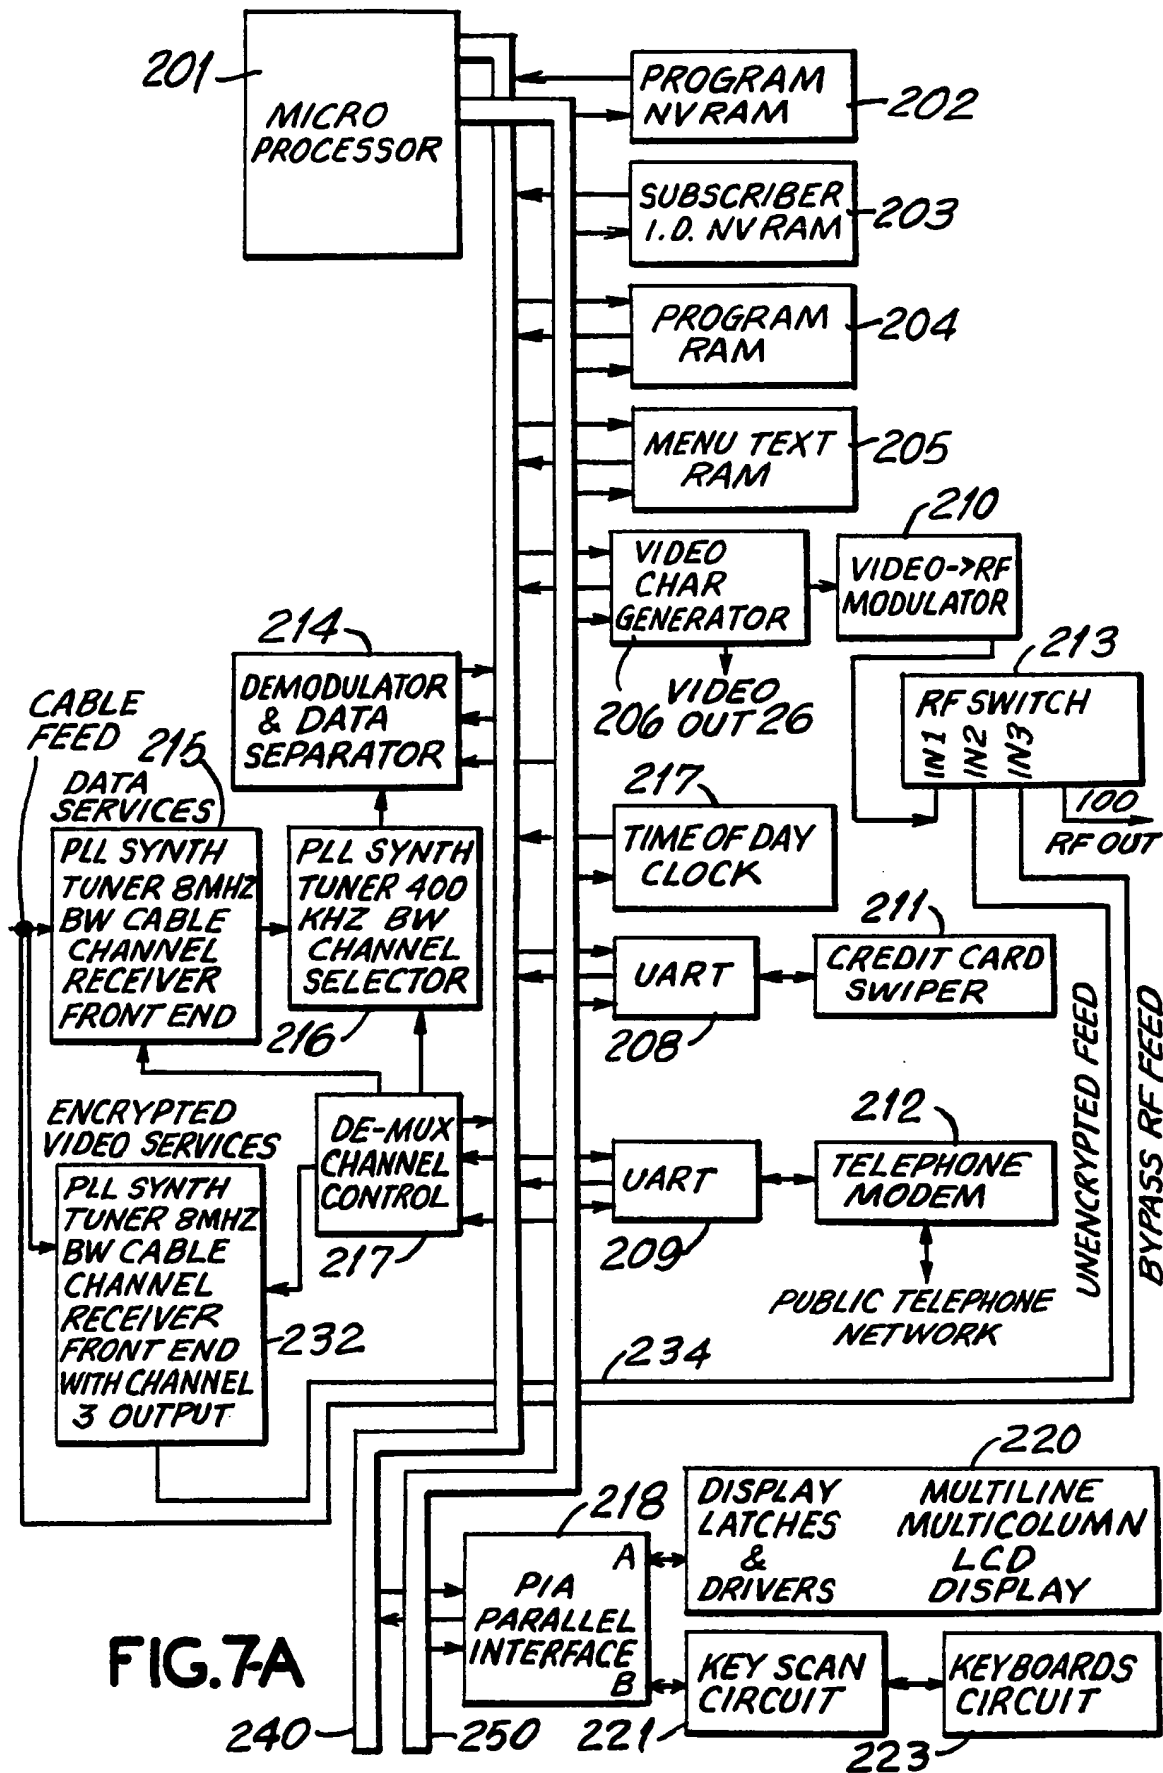 201
MICRO
PROCESSOR
PROGRAM
NVRAM
202
SUBSCRIBER
I.D. NVRAM
203
PROGRAM
RAM
204
MENU TEXT
RAM
205
VIDEO
CHAR
GENERATOR
206
VIDEO
OUT 26
210
VIDEO->RF
MODULATOR
213
RF SWITCH
IN1
IN2
IN3
100
RF OUT
214
DEMODULATOR
& DATA
SEPARATOR
CABLE
FEED
215
DATA
SERVICES
PLL SYNTH
TUNER 8MHZ
BW CABLE
CHANNEL
RECEIVER
FRONT END
PLL SYNTH
TUNER 400
KHZ BW
CHANNEL
SELECTOR
216
217
TIME OF DAY
CLOCK
UART
208
211
CREDIT CARD
SWIPER
UNENCRYPTED FEED
BYPASS RF FEED
ENCRYPTED
VIDEO SERVICES
PLL SYNTH
TUNER 8MHZ
BW CABLE
CHANNEL
RECEIVER
FRONT END
WITH CHANNEL
3 OUTPUT
232
DE-MUX
CHANNEL
CONTROL
217
UART
209
212
TELEPHONE
MODEM
PUBLIC TELEPHONE
NETWORK
234
218
A
PIA
PARALLEL
INTERFACE
B
220
DISPLAY
LATCHES
&
DRIVERS
MULTILINE
MULTICOLUMN
LCD
DISPLAY
KEY SCAN
CIRCUIT
221
KEYBOARDS
CIRCUIT
223
FIG.7-A
240
250